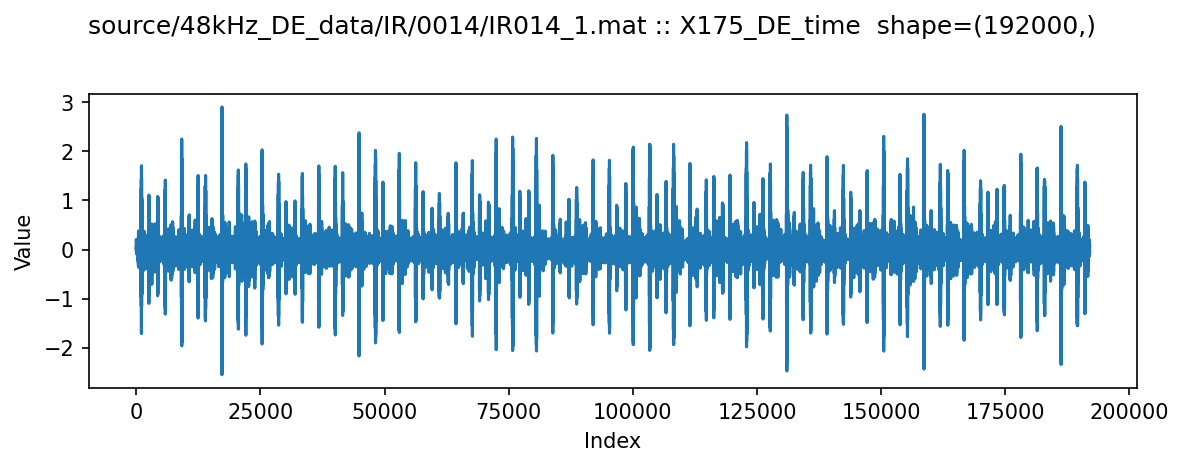 source/48kHz_DE_data/IR/0014/IR014_1.mat :: X175_DE_time  shape=(192000,)
3
2
1
0
−1
−2
Value
0 25000 50000 75000 100000 125000 150000 175000 200000
Index